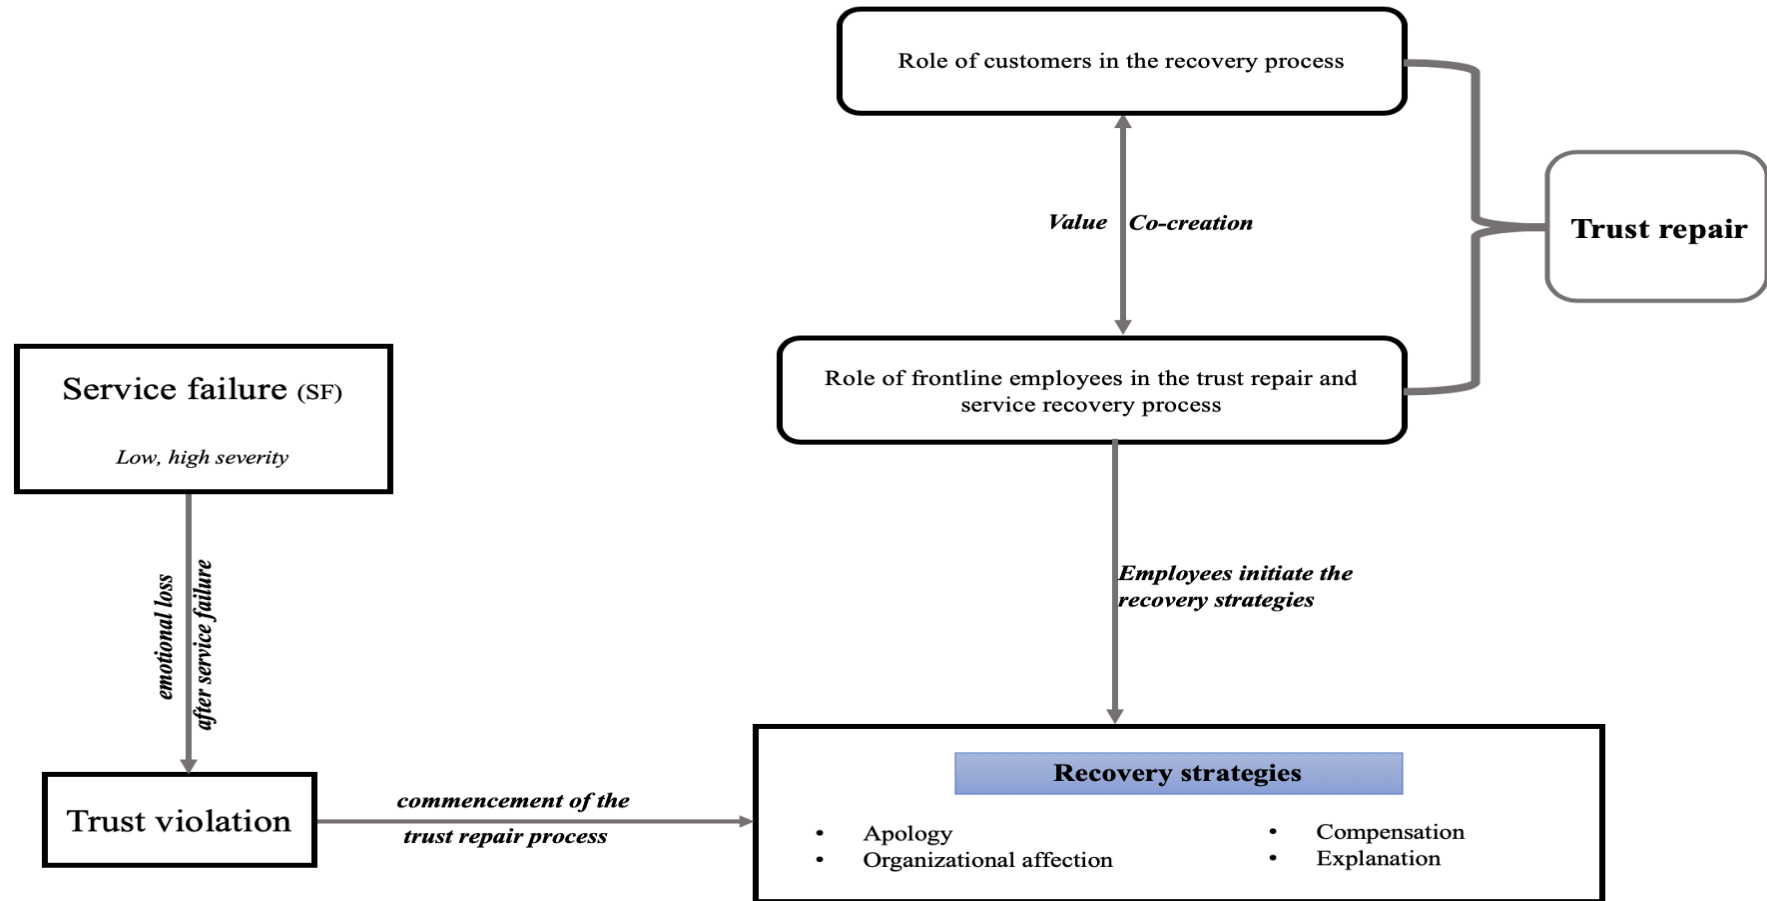 Role of customers in the recovery process
Value Co-creation
Trust repair
Role of frontline employees in the trust repair and
service recovery process
Service failure (SF)
Low, high severity
emotional loss
after service failure
Employees initiate the
recovery strategies
Trust violation
commencement of the
trust repair process
Recovery strategies
• Apology
• Organizational affection
• Compensation
• Explanation